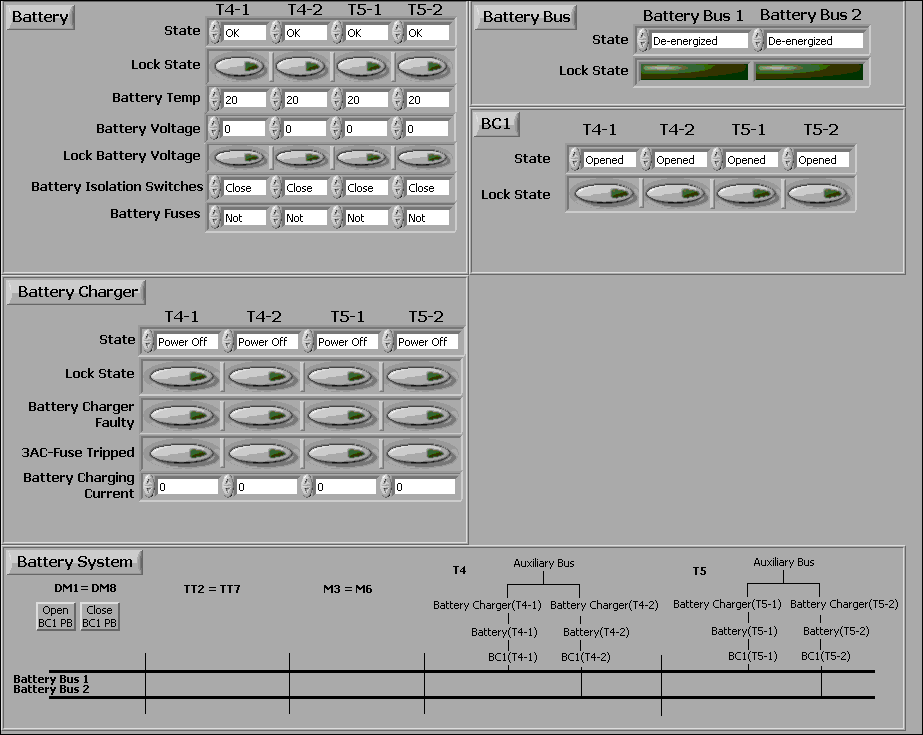 Battery
T4-1 T4-2 T5-1 T5-2
State OK OK OK OK
Lock State
Battery Temp 20 20 20 20
Battery Voltage 0 0 0 0
Lock Battery Voltage
Battery Isolation Switches Close Close Close Close
Battery Fuses Not Not Not Not
Battery Bus
Battery Bus 1 Battery Bus 2
State De-energized De-energized
Lock State
BC1
T4-1 T4-2 T5-1 T5-2
State Opened Opened Opened Opened
Lock State
Battery Charger
T4-1 T4-2 T5-1 T5-2
State Power Off Power Off Power Off Power Off
Lock State
Battery Charger
Faulty
3AC-Fuse Tripped
Battery Charging
Current 0 0 0 0
Battery System
DM1=DM8 TT2 = TT7 M3 = M6 T4 Auxiliary Bus T5 Auxiliary Bus
Open
BC1 PB
Close
BC1 PB
Battery Charger(T4-1) Battery Charger(T4-2) Battery Charger(T5-1) Battery Charger(T5-2)
Battery(T4-1) Battery(T4-2) Battery(T5-1) Battery(T5-2)
BC1(T4-1) BC1(T4-2) BC1(T5-1) BC1(T5-2)
Battery Bus 1
Battery Bus 2